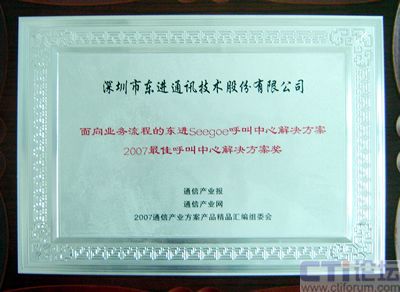 深圳市东进通讯技术股份有限公司
面向业务流程的东进Seegoe呼叫中心解决方案
2007最佳呼叫中心解决方案奖
通信产业报
通信产业网
2007通信产业方案产品精品汇编组委会
CTI论坛
www.ctiforum.com